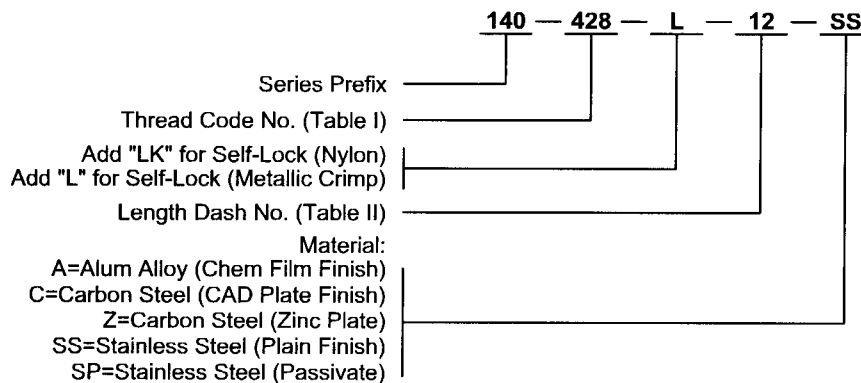 140 — 428 — L — 12 — SS
Series Prefix
Thread Code No. (Table I)
Add "LK" for Self-Lock (Nylon)
Add "L" for Self-Lock (Metallic Crimp)
Length Dash No. (Table II)
Material:
A=Alum Alloy (Chem Film Finish)
C=Carbon Steel (CAD Plate Finish)
Z=Carbon Steel (Zinc Plate)
SS=Stainless Steel (Plain Finish)
SP=Stainless Steel (Passivate)